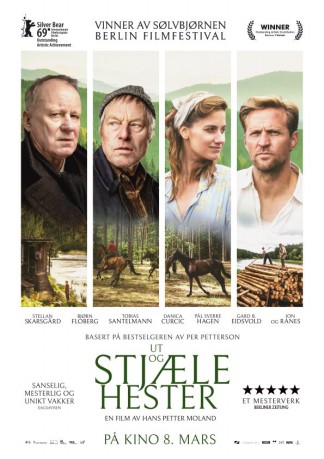 Silver Bear
69
Outstanding
Artistic Achievement
VINNER AV SØLVBJØRNEN
BERLIN FILMFESTIVAL
WINNER
STELLAN SKARSGÅRD
BJØRN FLOBERG
TOBIAS SANTELMANN
DANICA CURCIC
PÅL SVERRE HAGEN
GARD B. EIDSVOLD
OG JON RANES
BASERT PÅ BESTSELGEREN AV PER PETTERSON
UT OG
STJÆLE
HESTER
EN FILM AV HANS PETTER MOLAND
SANSELIG,
MESTERLIG OG
UNIKT VAKKER
DAGSAVISEN
★★★★★
ET MESTERVERK
BERLINER ZEITUNG
PÅ KINO 8. MARS